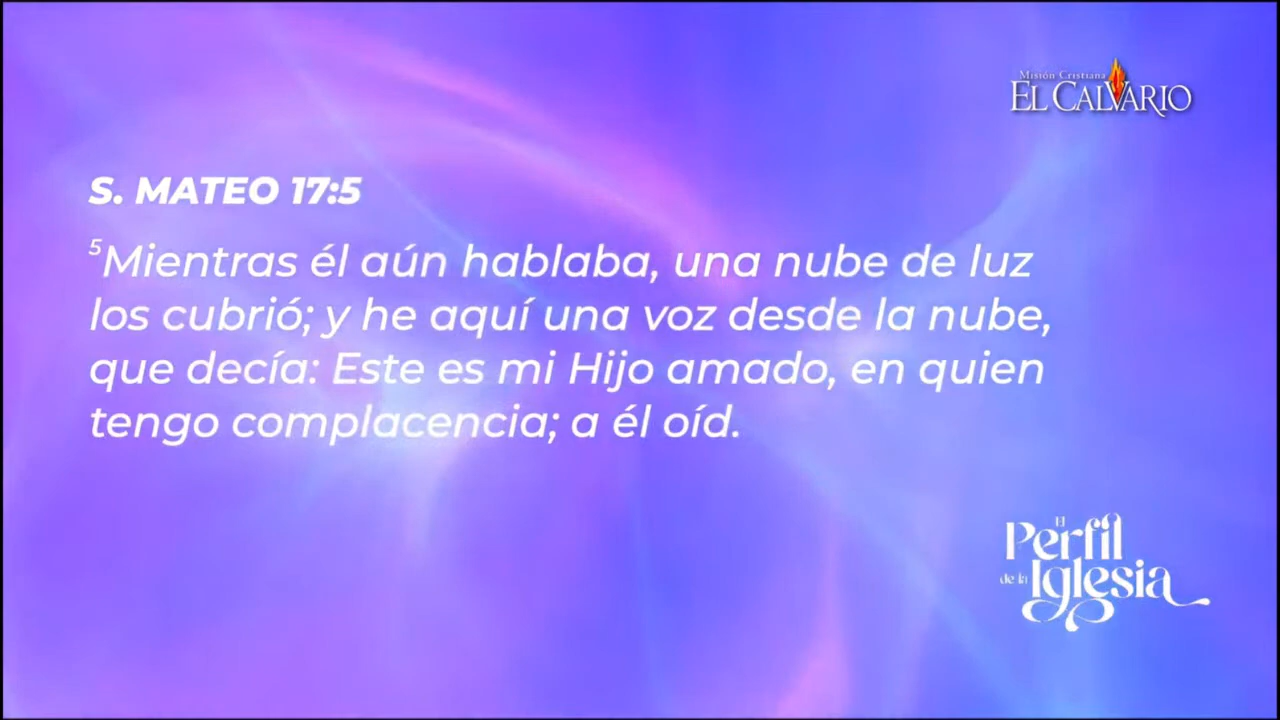 Misión Cristiana
EL CALVARIO
S. MATEO 17:5
⁵Mientras él aún hablaba, una nube de luz
los cubrió; y he aquí una voz desde la nube,
que decía: Este es mi Hijo amado, en quien
tengo complacencia; a él oíd.
El
Perfil
de la Iglesia